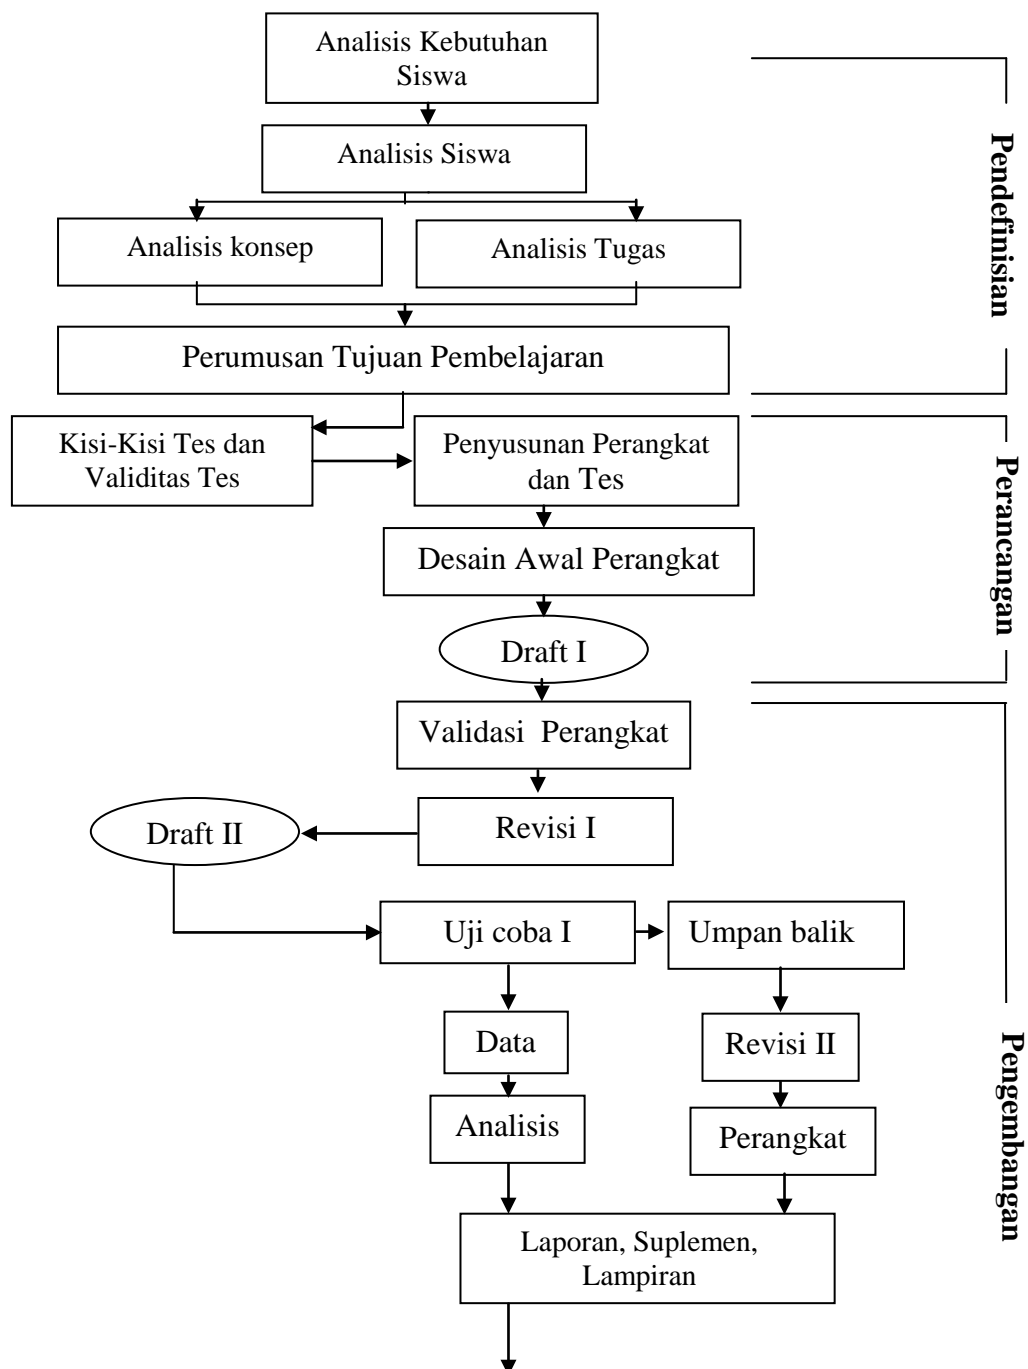 Analisis Kebutuhan
Siswa
Analisis Siswa
Analisis konsep
Analisis Tugas
Perumusan Tujuan Pembelajaran
Pendefinisian
Kisi-Kisi Tes dan
Validitas Tes
Penyusunan Perangkat
dan Tes
Desain Awal Perangkat
Draft I
Perancangan
Validasi Perangkat
Revisi I
Draft II
Uji coba I
Umpan balik
Data
Revisi II
Analisis
Perangkat
Laporan, Suplemen,
Lampiran
Pengembangan